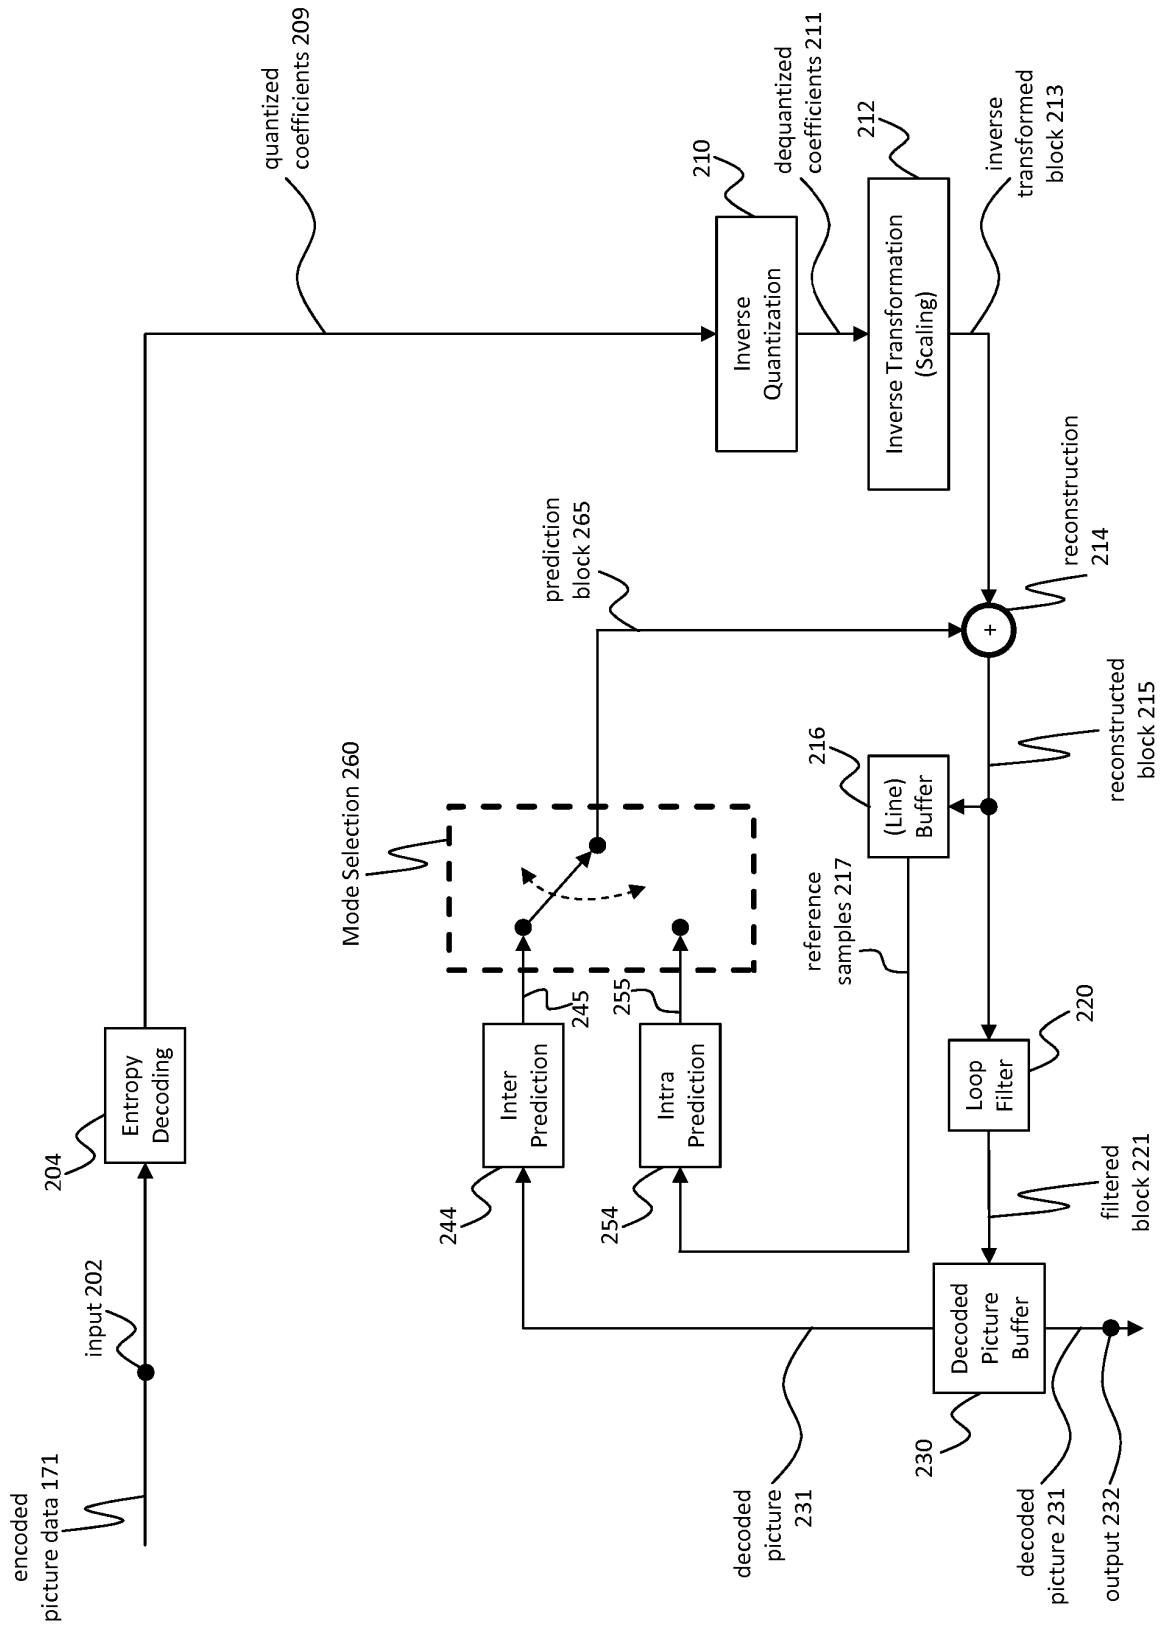 encoded
picture data 171
input 202
204
Entropy
Decoding
quantized
coefficients 209
Mode Selection 260
244
Inter
Prediction
245
254
Intra
Prediction
255
prediction
block 265
210
Inverse
Quantization
dequantized
coefficients 211
212
Inverse Transformation
(Scaling)
inverse
transformed
block 213
reconstruction
214
+
reconstructed
block 215
216
(Line)
Buffer
reference
samples 217
220
Loop
Filter
filtered
block 221
230
Decoded
Picture
Buffer
decoded
picture
231
decoded
picture 231
output 232